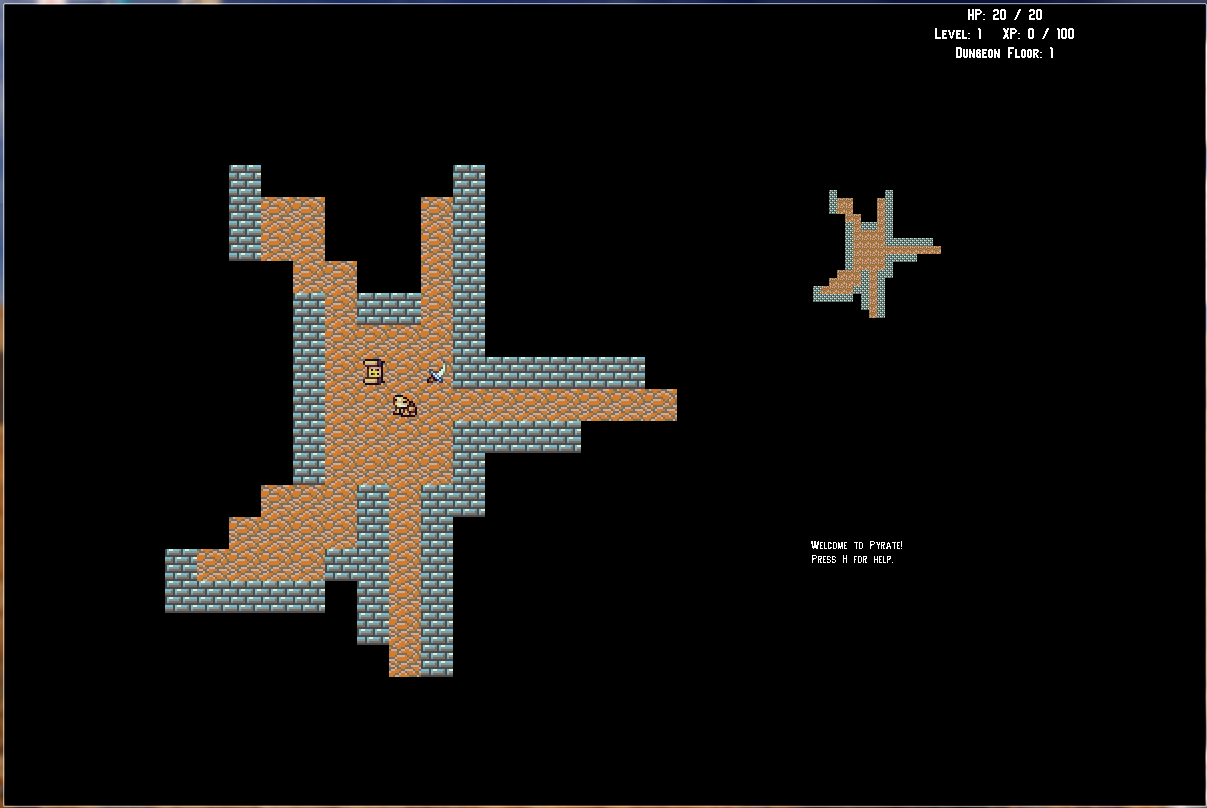 HP: 20 / 20
LEVEL: 1 XP: 0 / 100
DUNGEON FLOOR: 1
WELCOME TO PYRATE!
PRESS H FOR HELP.